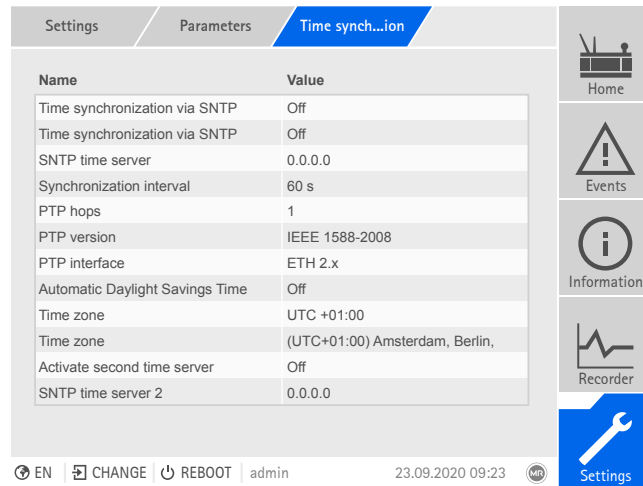 Settings Parameters Time synch...ion
Name Value
Time synchronization via SNTP Off
Time synchronization via SNTP Off
SNTP time server 0.0.0.0
Synchronization interval 60 s
PTP hops 1
PTP version IEEE 1588-2008
PTP interface ETH 2.x
Automatic Daylight Savings Time Off
Time zone UTC +01:00
Time zone (UTC+01:00) Amsterdam, Berlin,
Activate second time server Off
SNTP time server 2 0.0.0.0
EN CHANGE REBOOT admin 23.09.2020 09:23 MR
Home
Events
Information
Recorder
Settings